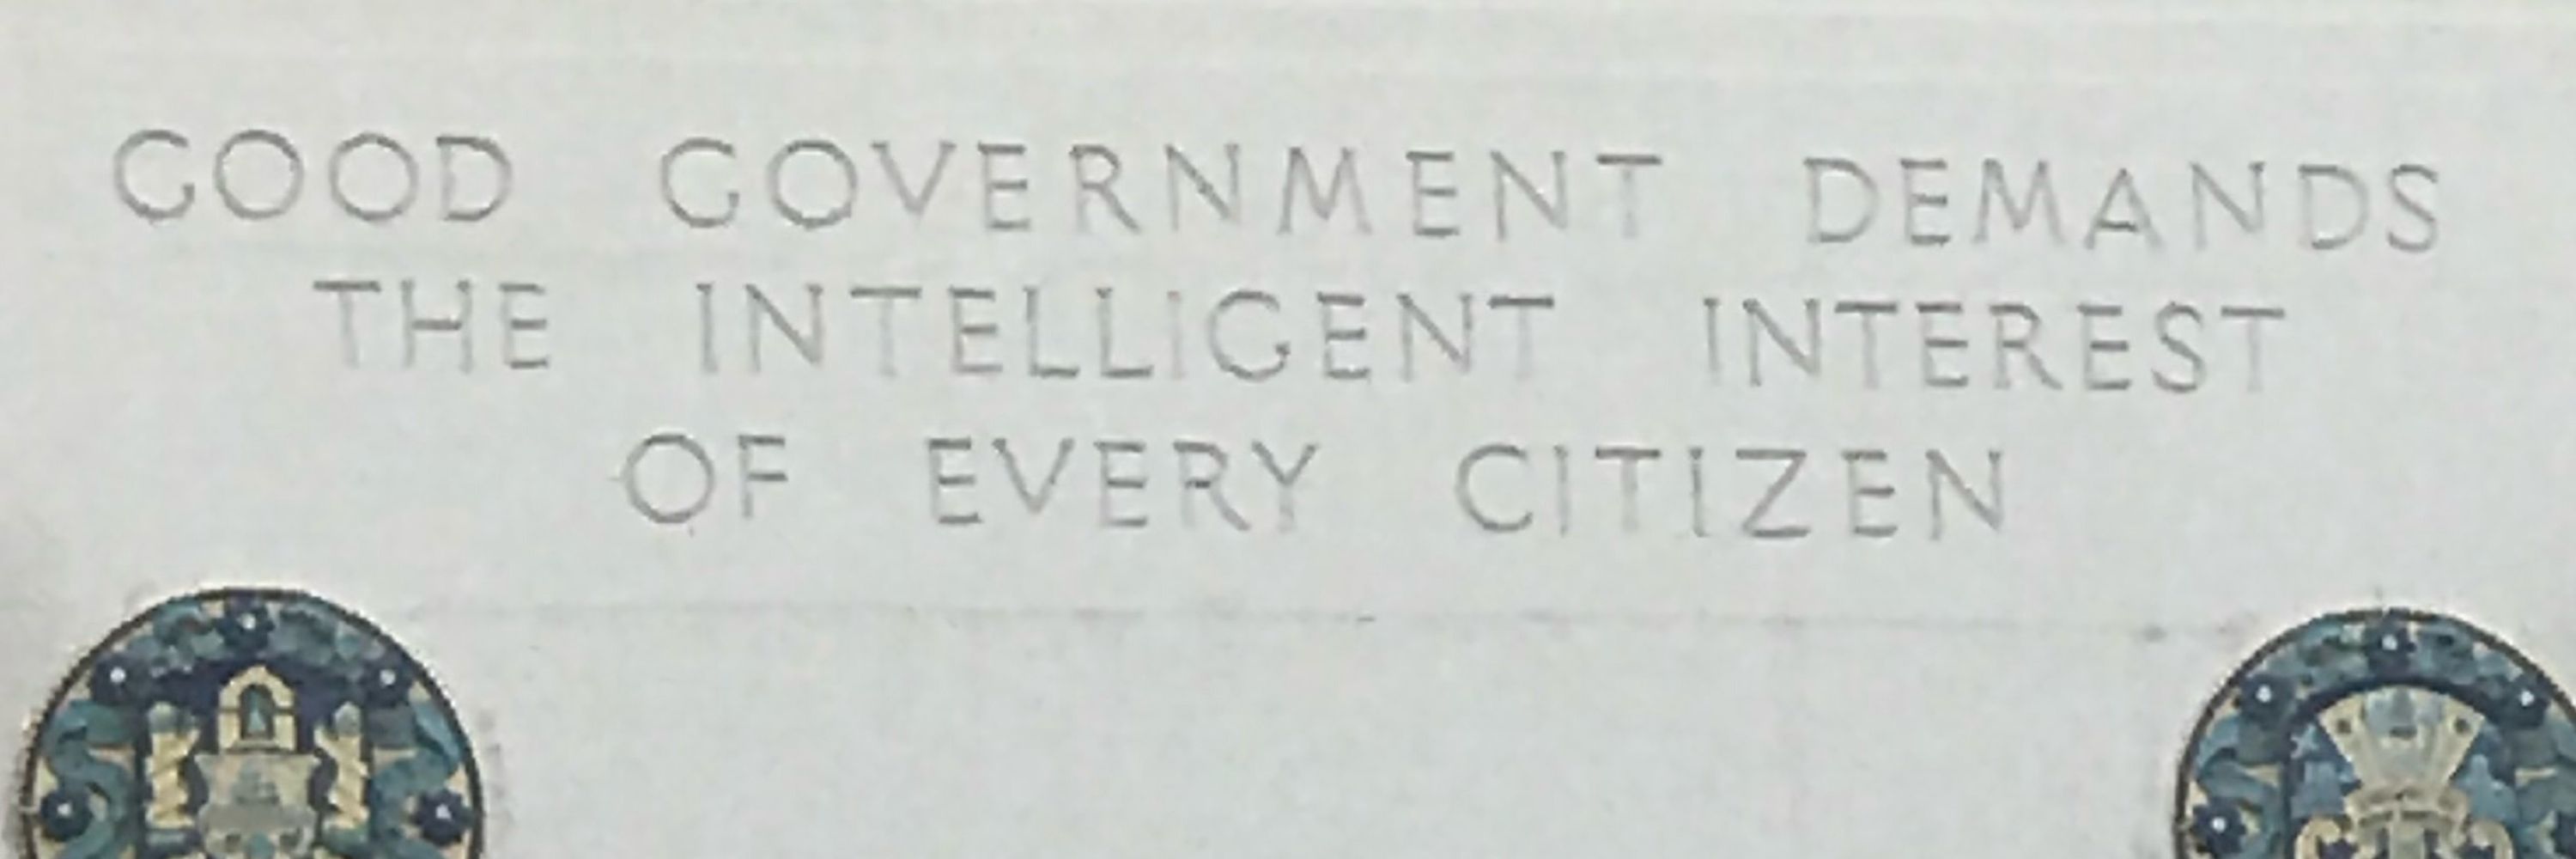 GOOD GOVERNMENT DEMANDS
THE INTELLIGENT INTEREST
OF EVERY CITIZEN